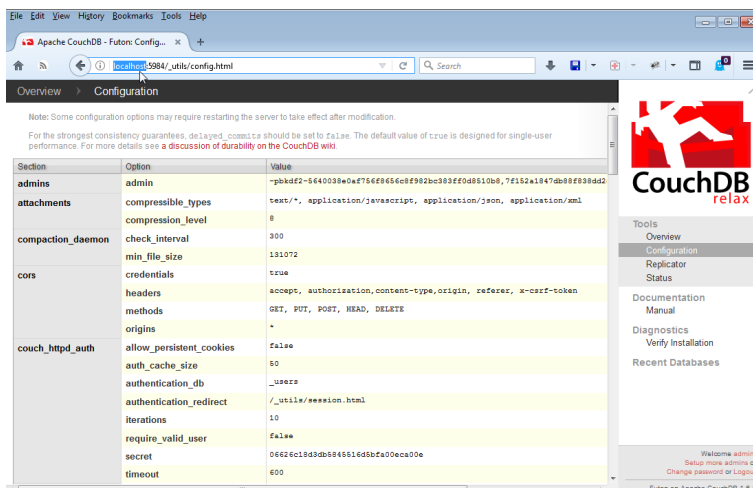 File Edit View History Bookmarks Tools Help
Apache CouchDB - Futon: Config... × +
localhost:5984/_utils/config.html
Search
Overview > Configuration
Note: Some configuration options may require restarting the server to take effect after modification.
For the strongest consistency guarantees, delayed_commits should be set to false. The default value of true is designed for single-user
performance. For more details see a discussion of durability on the CouchDB wiki.
Section Option Value
admins admin
attachments compressible_types text/*, application/javascript, application/json, application/xml
compression_level 8
compaction_daemon check_interval 300
min_file_size 131072
cors credentials true
headers accept, authorization,content-type,origin, referer, x-csrf-token
methods GET, PUT, POST, HEAD, DELETE
origins *
couch_httpd_auth allow_persistent_cookies false
auth_cache_size 50
authentication_db _users
authentication_redirect /_utils/session.html
iterations 10
require_valid_user false
secret 06626c18d3db5845516d5bfa00eca00e
timeout 600
CouchDB
relax
Tools
Overview
Configuration
Replicator
Status
Documentation
Manual
Diagnostics
Verify Installation
Recent Databases
Welcome admin
Setup more admins
Change password or Logou